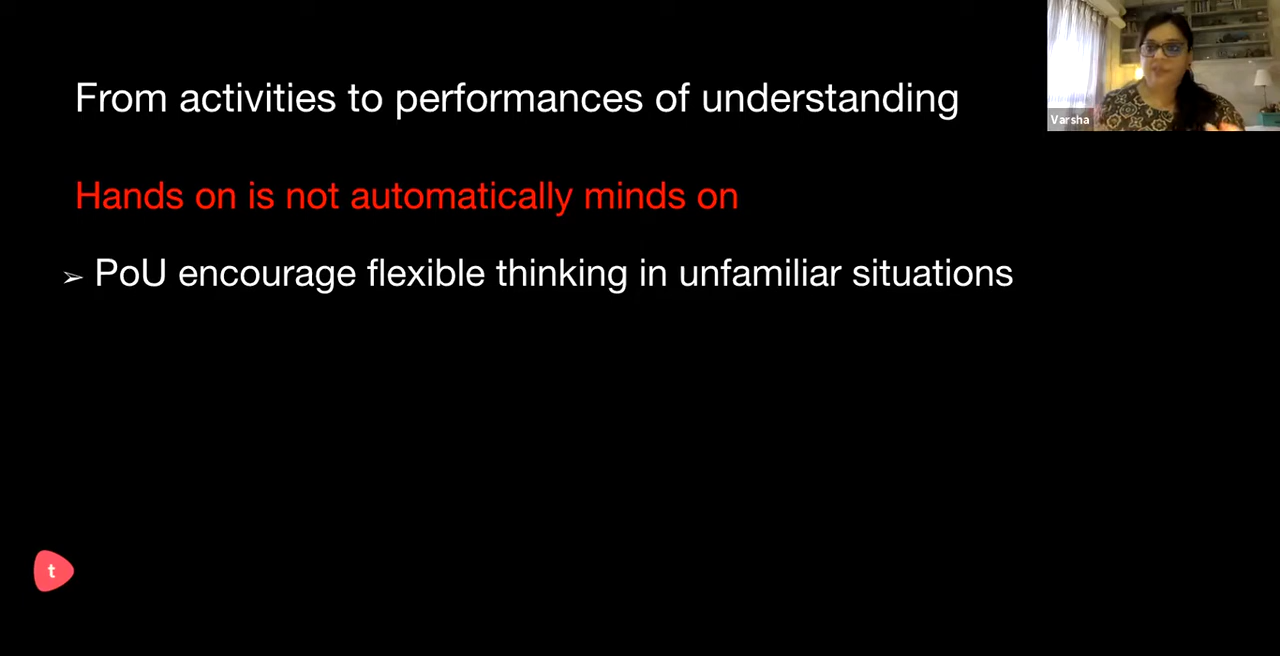 From activities to performances of understanding
Varsha
Hands on is not automatically minds on
➢ PoU encourage flexible thinking in unfamiliar situations
t